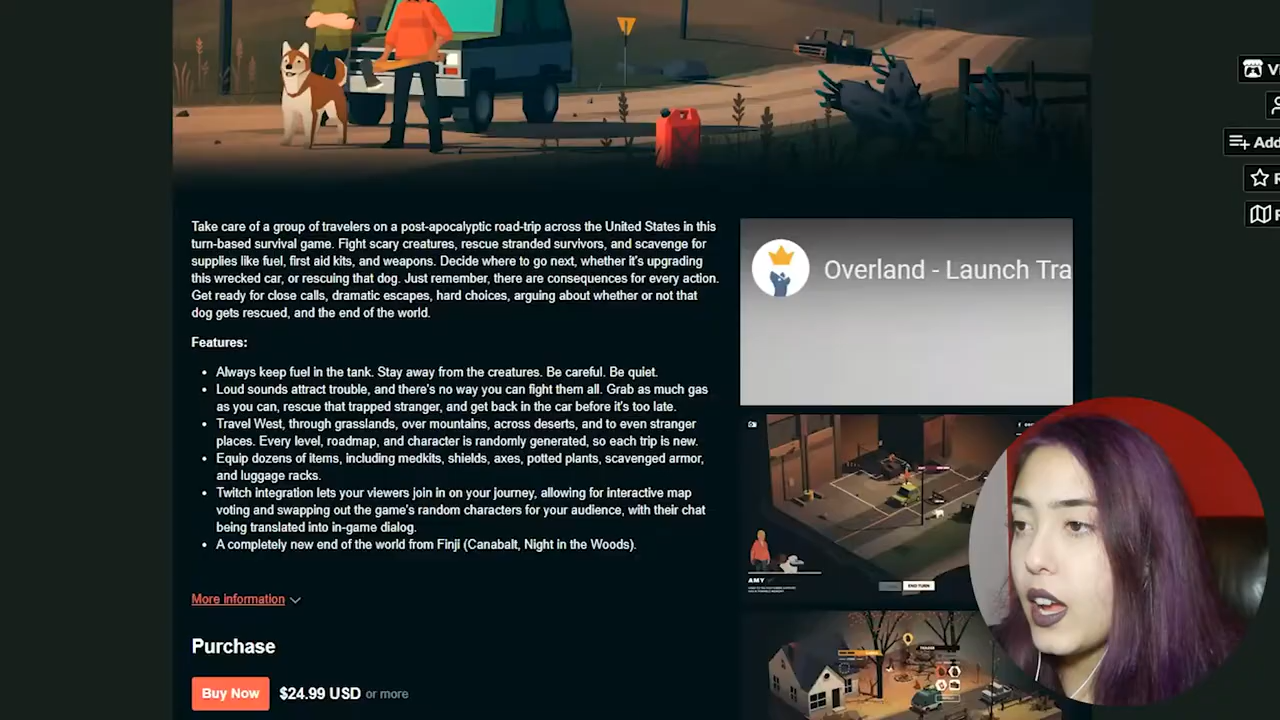 Take care of a group of travelers on a post-apocalyptic road-trip across the United States in this
turn-based survival game. Fight scary creatures, rescue stranded survivors, and scavenge for
supplies like fuel, first aid kits, and weapons. Decide where to go next, whether it's upgrading
this wrecked car, or rescuing that dog. Just remember, there are consequences for every action.
Get ready for close calls, dramatic escapes, hard choices, arguing about whether or not that
dog gets rescued, and the end of the world.
Features:
Always keep fuel in the tank. Stay away from the creatures. Be careful. Be quiet.
Loud sounds attract trouble, and there's no way you can fight them all. Grab as much gas
as you can, rescue that trapped stranger, and get back in the car before it's too late.
Travel West, through grasslands, over mountains, across deserts, and to even stranger
places. Every level, roadmap, and character is randomly generated, so each trip is new.
Equip dozens of items, including medkits, shields, axes, potted plants, scavenged armor,
and luggage racks.
Twitch integration lets your viewers join in on your journey, allowing for interactive map
voting and swapping out the game's random characters for your audience, with their chat
being translated into in-game dialog.
A completely new end of the world from Finji (Canabalt, Night in the Woods).
More information
Purchase
Buy Now $24.99 USD or more
Overland - Launch Tra
AMY
END TURN
Add